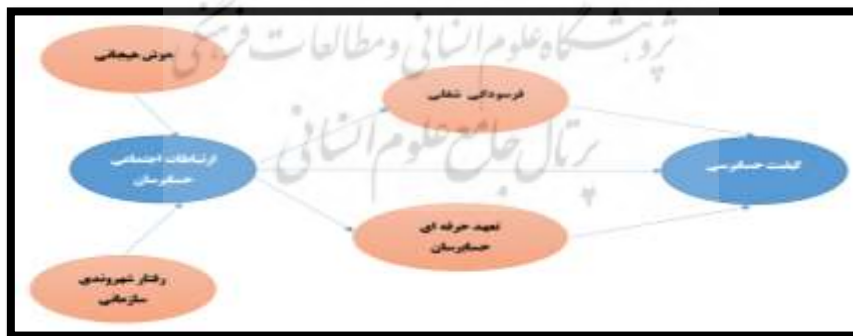 پژوهشگاه علوم انسانی و مطالعات فرهنگی
پرتال جامع علوم انسانی
هوش هیجانی
فرسودگی شغلی
ارتباطات اجتماعی
حسابرسان
کیفیت حسابرسی
تعهد حرفه ای
حسابرسان
رفتار شهروندی
سازمانی